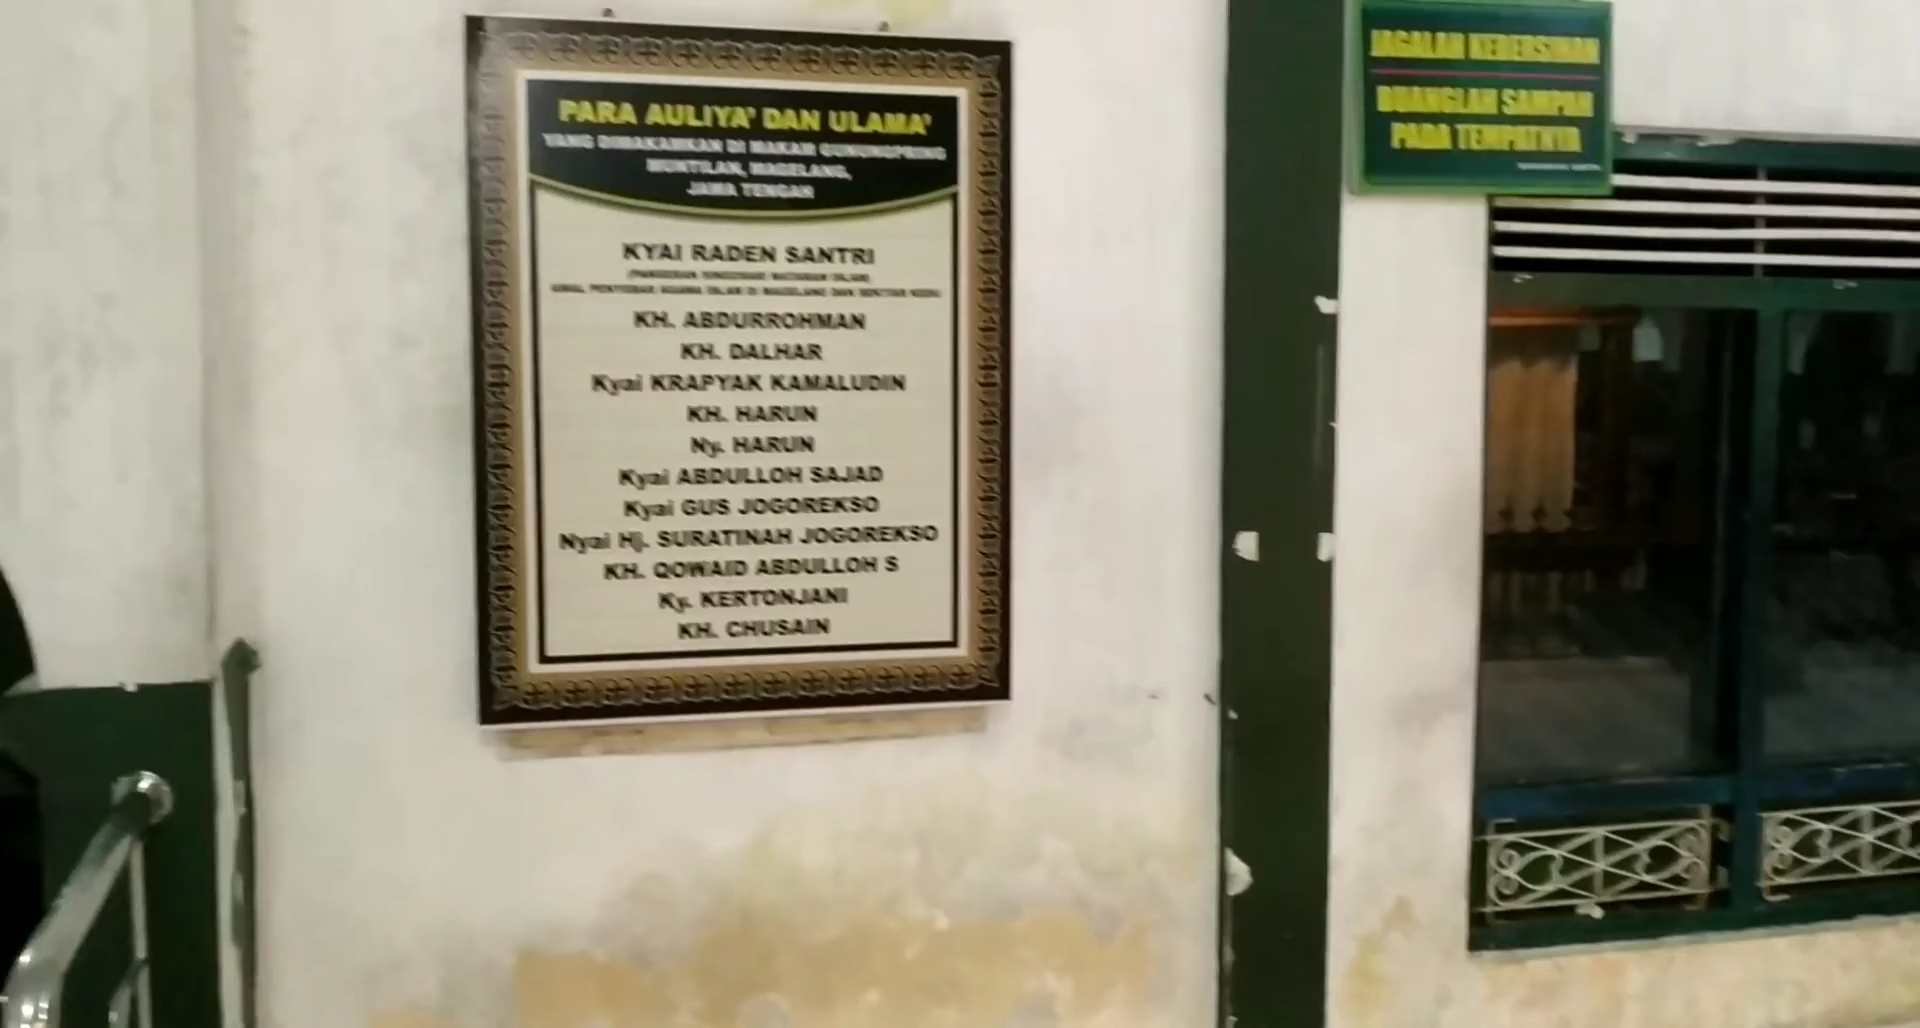 PARA AULIYA' DAN ULAMA'
YANG DIMAKAMKAN DI MAKAM GUNUNGPRING
MUNTILAN, MAGELANG,
JAWA TENGAH
KYAI RADEN SANTRI
KH. ABDURROHMAN
KH. DALHAR
Kyai KRAPYAK KAMALUDIN
KH. HARUN
Ny. HARUN
Kyai ABDULLOH SAJAD
Kyai GUS JOGOREKSO
Nyai Hj. SURATINAH JOGOREKSO
KH. QOWAID ABDULLOH S
Ky. KERTONJANI
KH. CHUSAIN
JAGALAH KEBERSIHAN
BUANGLAH SAMPAH
PADA TEMPATNYA